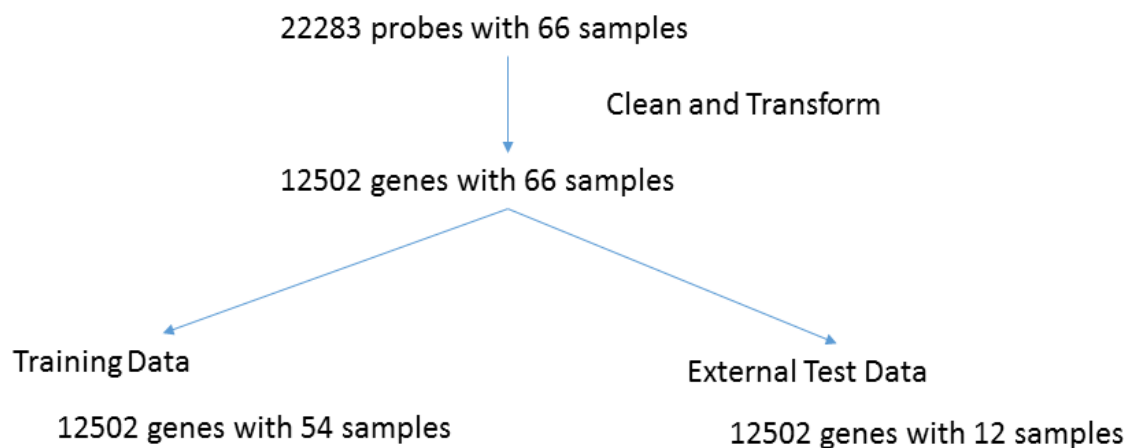 22283 probes with 66 samples
Clean and Transform
12502 genes with 66 samples
Training Data
12502 genes with 54 samples
External Test Data
12502 genes with 12 samples